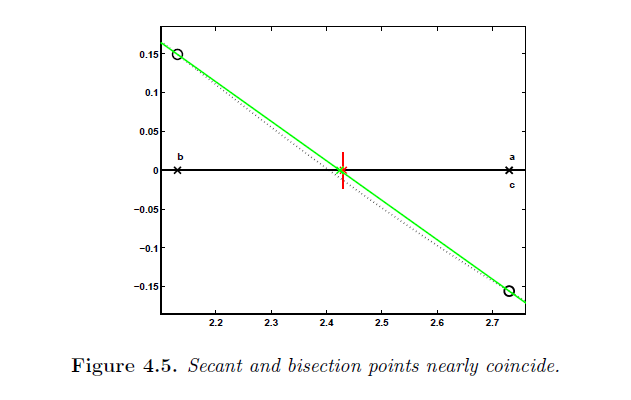 0.15
0.1
0.05
b
a
0
c
−0.05
−0.1
−0.15
2.2 2.3 2.4 2.5 2.6 2.7
Figure 4.5. Secant and bisection points nearly coincide.